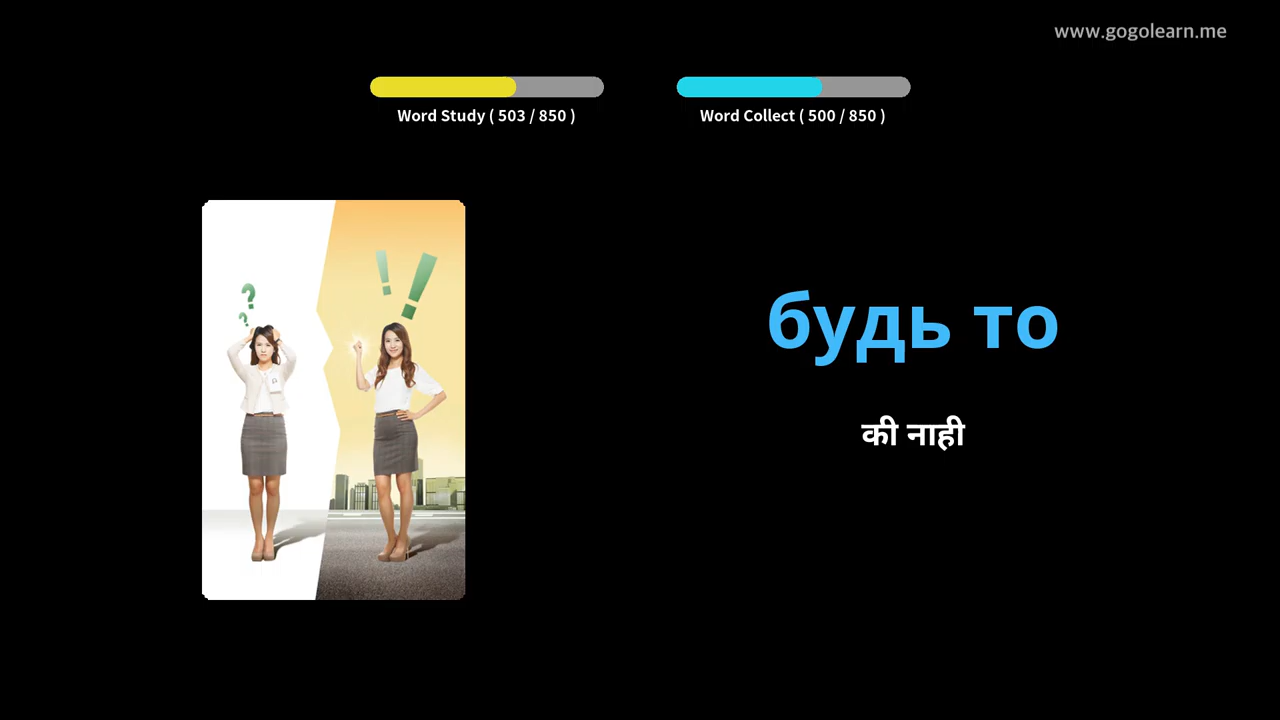 www.gogolearn.me
Word Study ( 503 / 850 )
Word Collect ( 500 / 850 )
? ?
! !
будь то
की नाही